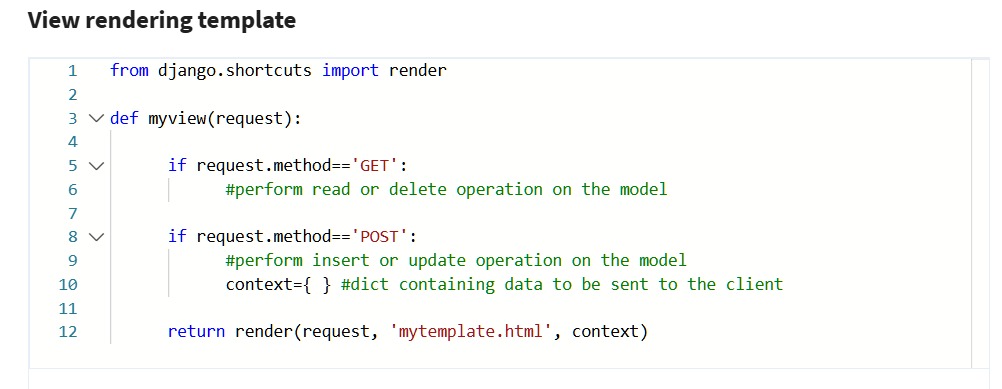 View rendering template
1 from django.shortcuts import render
2
3 def myview(request):
4
5 if request.method=='GET':
6 #perform read or delete operation on the model
7
8 if request.method=='POST':
9 #perform insert or update operation on the model
10 context={ } #dict containing data to be sent to the client
11
12 return render(request, 'mytemplate.html', context)